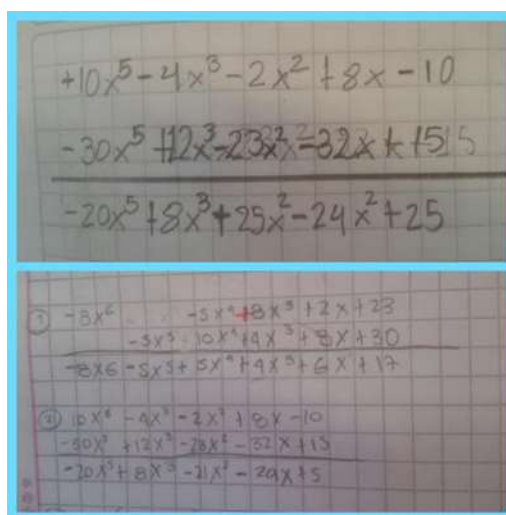 +10x⁵-4x³-2x²+8x-10
-30x⁵+12x³-23x²-32x+15
-20x⁵+8x³+25x²-24x²+25
① -8x⁶ -5x⁴+8x³+2x+23
-5x⁵ 10x⁴+4x³+8x+30
-8x6-5x⁵+15x⁴+4x³+6x+17
② 10x⁵-4x³-2x²+8x-10
-30x⁵+12x³-23x²-32x+15
-20x⁵+8x³-21x²-24x+5